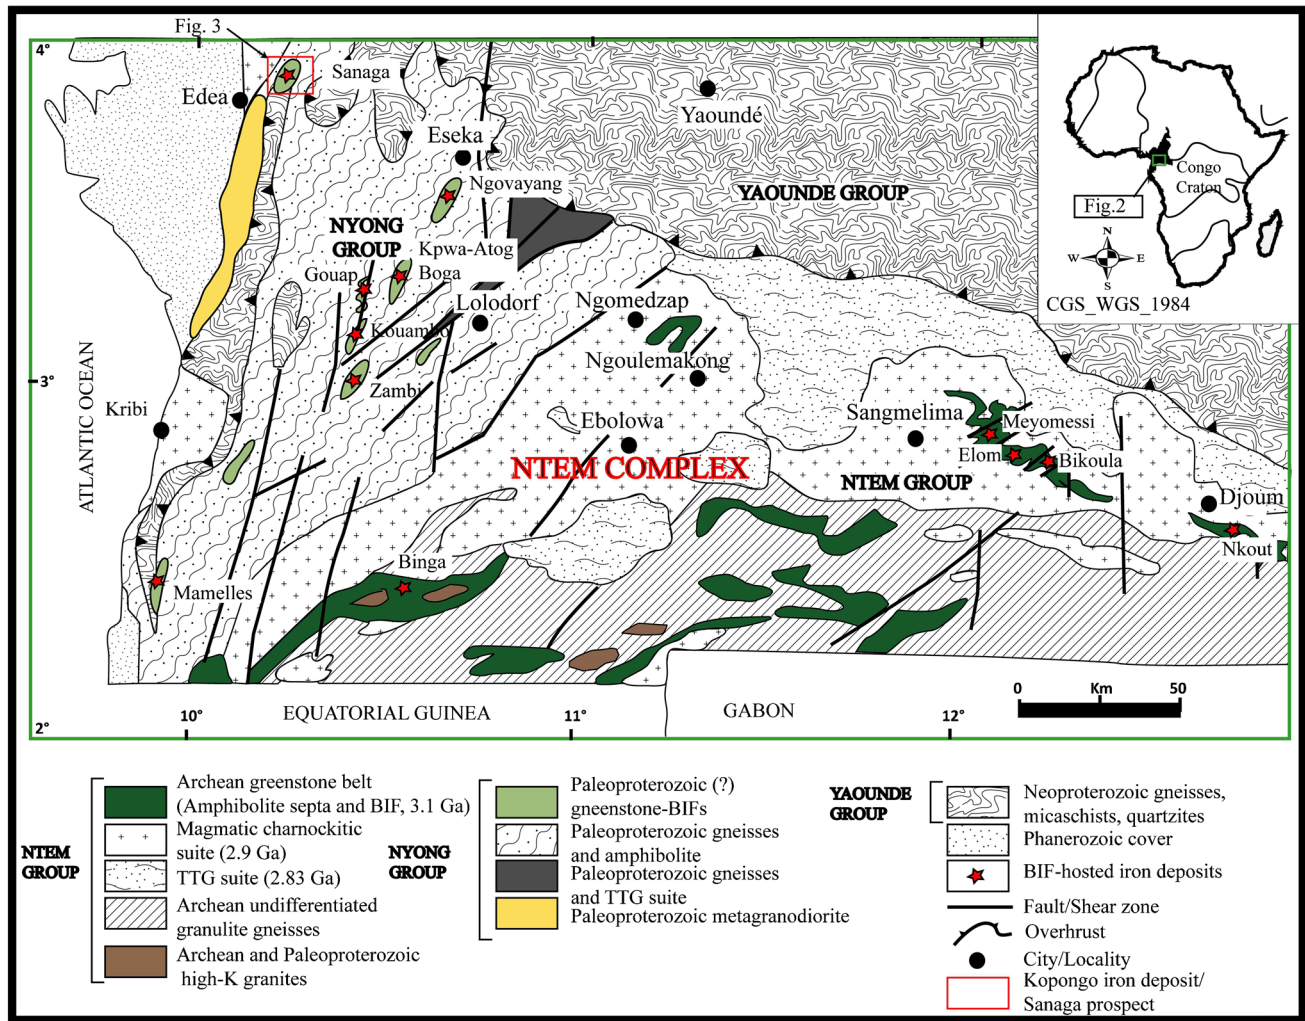 Fig. 3
4°
Sanaga
Edea
Yaoundé
Eseka
Congo
Craton
Ngovayang
YAOUNDE GROUP
Fig.2
NYONG
GROUP
Kpwa-Atog
N
W
E
S
Gouap
Boga
CGS_WGS_1984
Lolodorf
Ngomedzap
Kouambo
Ngoulemakong
3°
Zambi
Kribi
Ebolowa
Sangmelima
Meyomessi
ATLANTIC OCEAN
Elom
Bikoula
NTEM COMPLEX
NTEM GROUP
Djoum
Nkout
Binga
Mamelles
0
Km
50
2°
10°
EQUATORIAL GUINEA
11°
GABON
12°
NTEM
GROUP
Archean greenstone belt
(Amphibolite septa and BIF, 3.1 Ga)
Magmatic charnockitic
suite (2.9 Ga)
TTG suite (2.83 Ga)
Archean undifferentiated
granulite gneisses
Archean and Paleoproterozoic
high-K granites
NYONG
GROUP
Paleoproterozoic (?)
gneenstone-BIFs
Paleoproterozoic gneisses
and amphibolite
Paleoproterozoic gneisses
and TTG suite
Paleoproterozoic metagranodiorite
YAOUNDE
GROUP
Neoproterozoic gneisses,
micaschists, quartzites
Phanerozoic cover
BIF-hosted iron deposits
Fault/Shear zone
Overhrust
City/Locality
Kopongo iron deposit/
Sanaga prospect